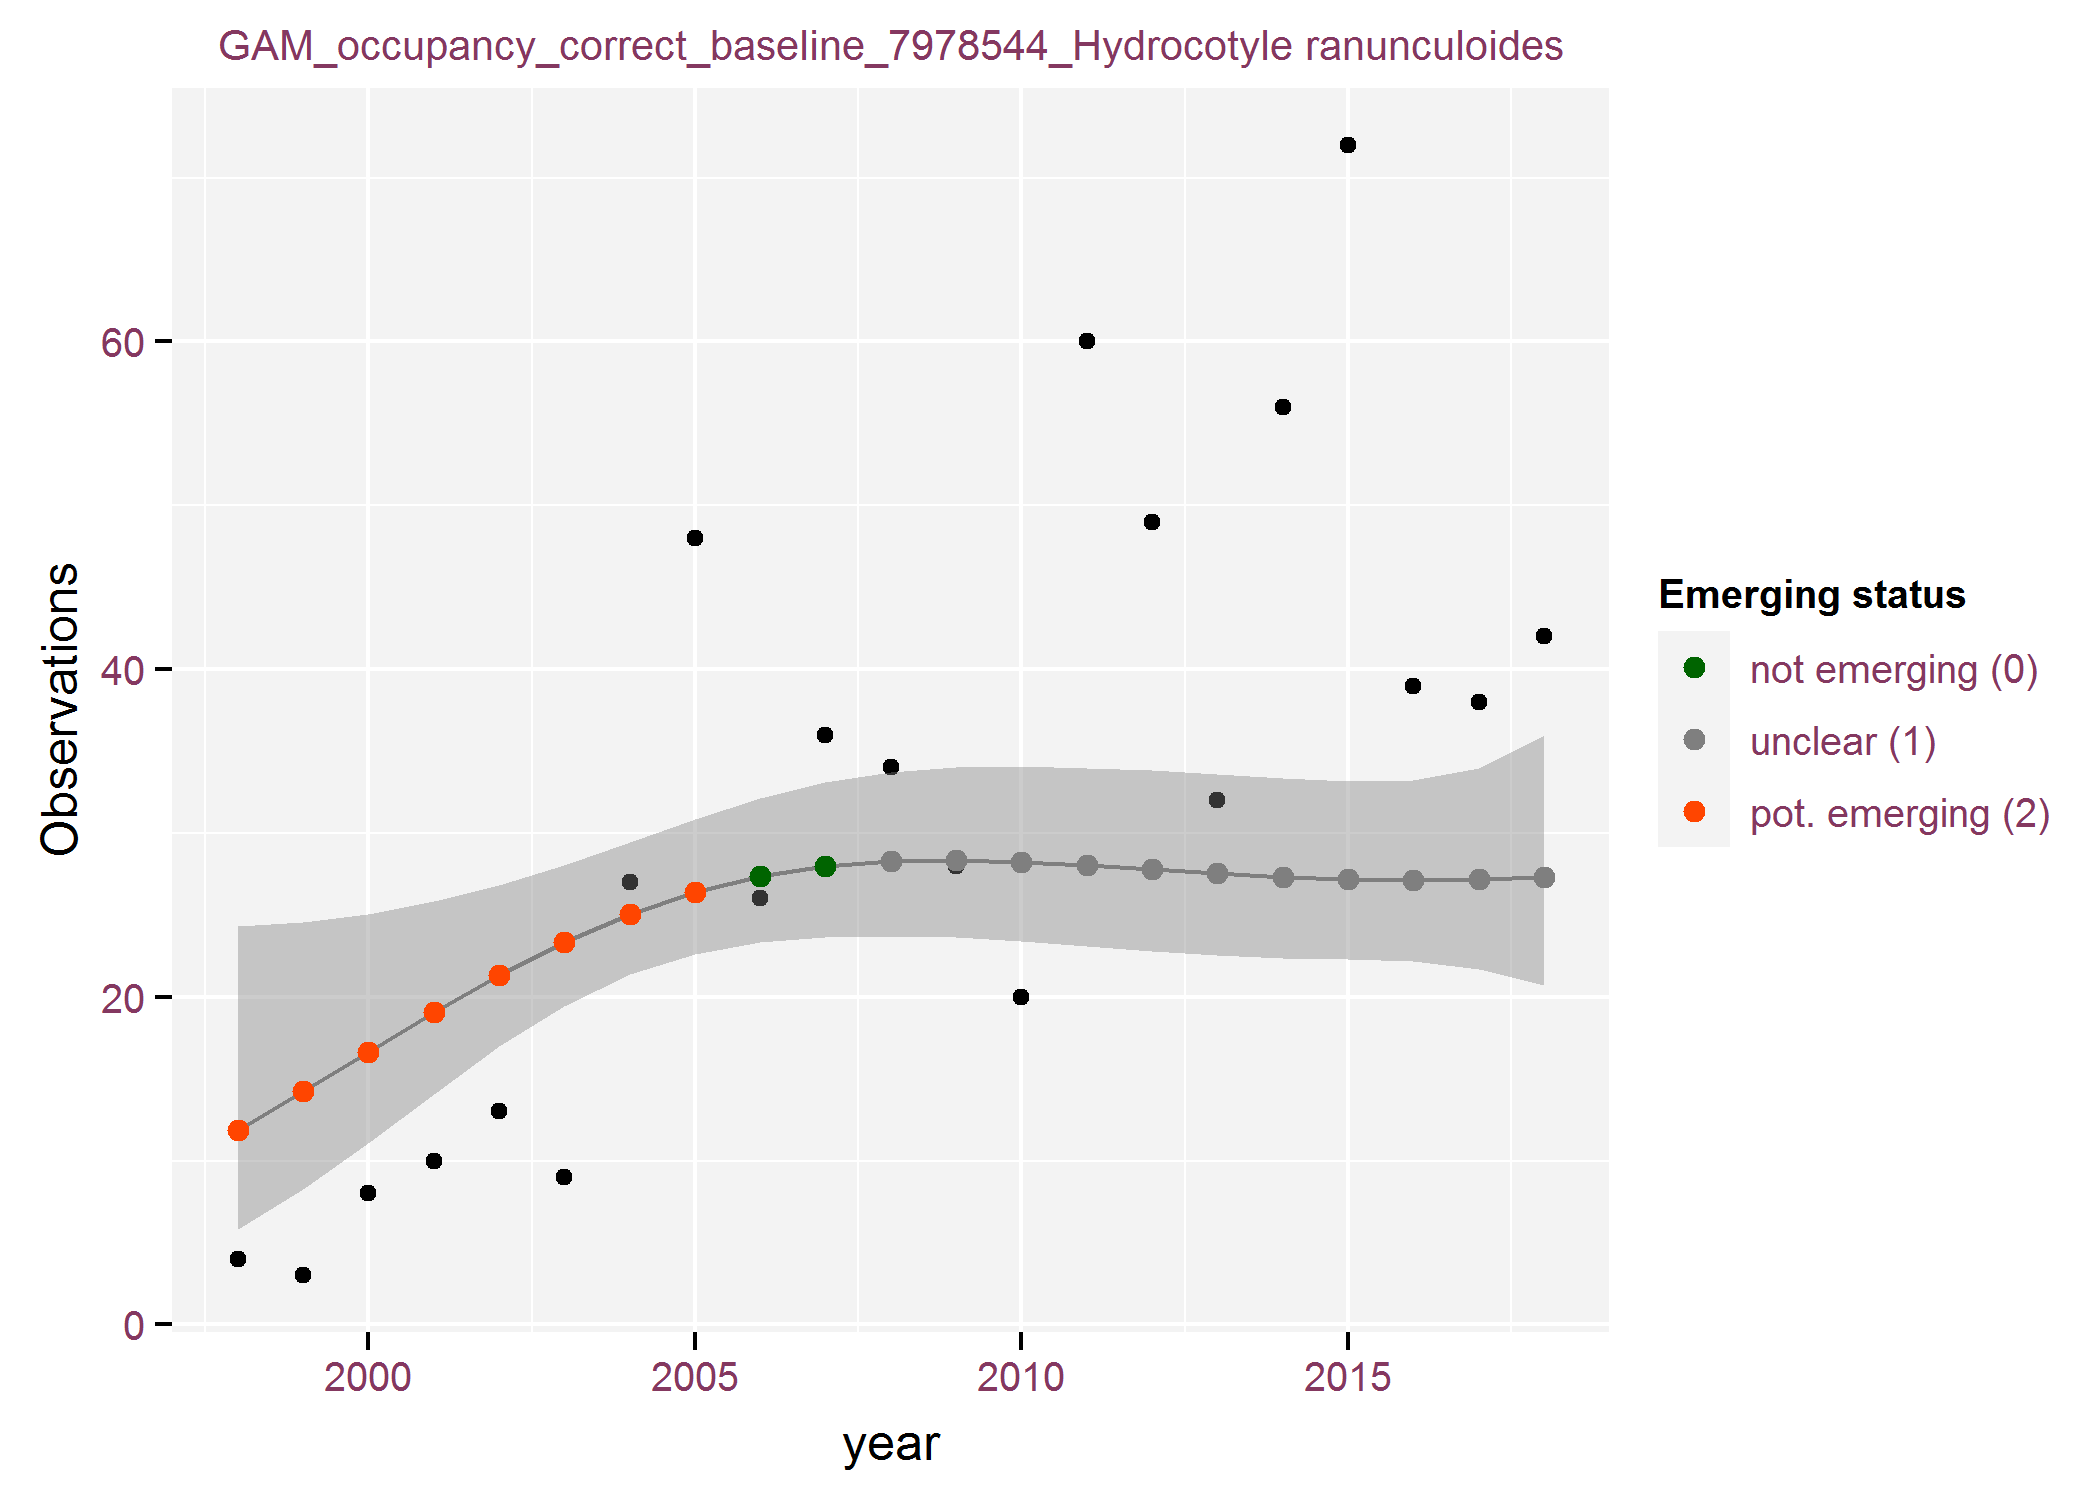 GAM_occupancy_correct_baseline_7978544_Hydrocotyle ranunculoides
Observations
60
40
20
0
2000 2005 2010 2015
year
Emerging status
not emerging (0)
unclear (1)
pot. emerging (2)